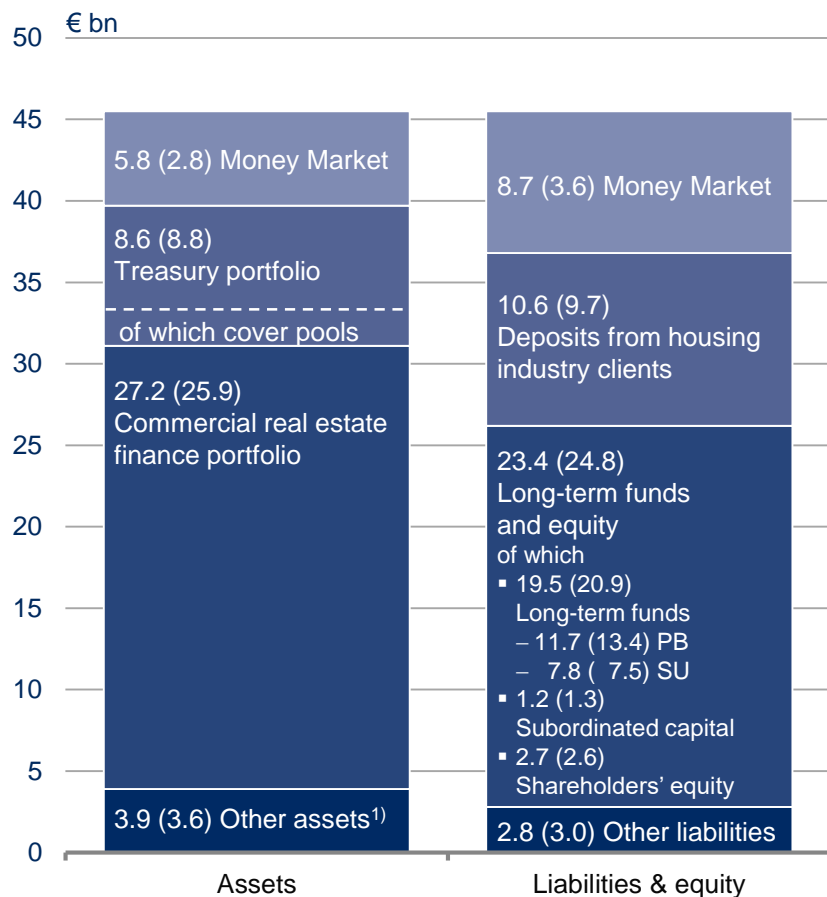 € bn
50
45
40
35
30
25
20
15
10
5
0
5.8 (2.8) Money Market
8.6 (8.8)
Treasury portfolio
of which cover pools
27.2 (25.9)
Commercial real estate
finance portfolio
3.9 (3.6) Other assets¹⁾
8.7 (3.6) Money Market
10.6 (9.7)
Deposits from housing
industry clients
23.4 (24.8)
Long-term funds
and equity
of which
▪ 19.5 (20.9)
Long-term funds
– 11.7 (13.4) PB
– 7.8 ( 7.5) SU
▪ 1.2 (1.3)
Subordinated capital
▪ 2.7 (2.6)
Shareholders’ equity
2.8 (3.0) Other liabilities
Assets
Liabilities & equity